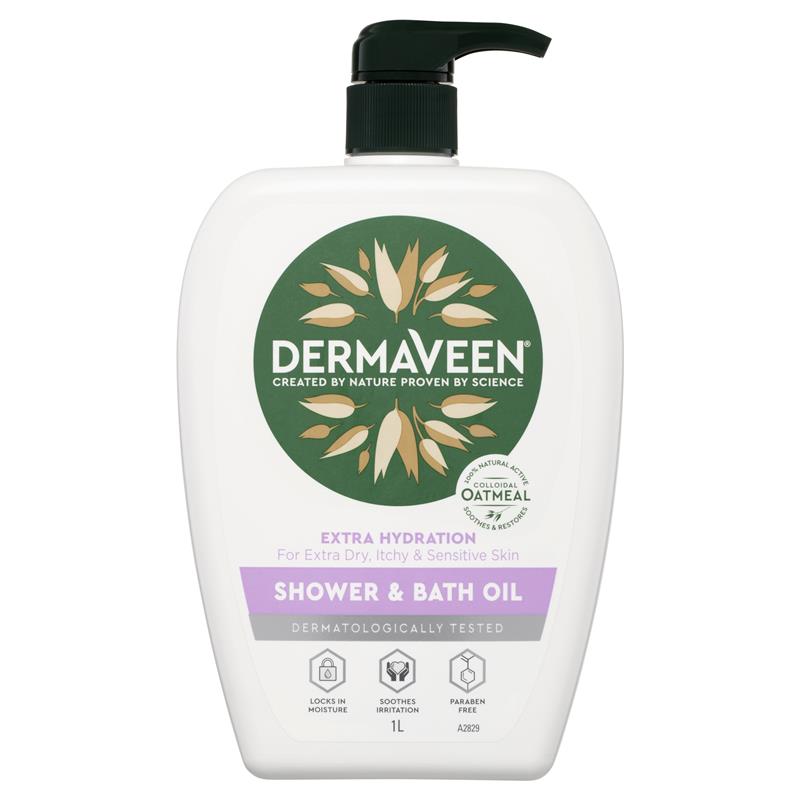 DERMAVEEN®
CREATED BY NATURE PROVEN BY SCIENCE
100% NATURAL ACTIVE
COLLOIDAL
OATMEAL
SOOTHES & RESTORES
EXTRA HYDRATION
For Extra Dry, Itchy & Sensitive Skin
SHOWER & BATH OIL
DERMATOLOGICALLY TESTED
LOCKS IN
MOISTURE
SOOTHES
IRRITATION
PARABEN
FREE
1L
A2829